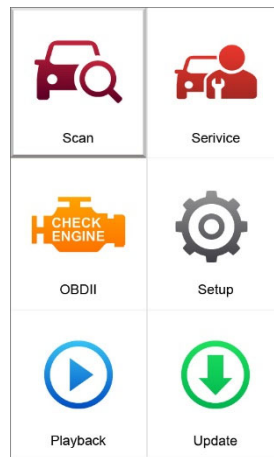 Scan
Serivice
CHECK
ENGINE
OBDII
Setup
Playback
Update